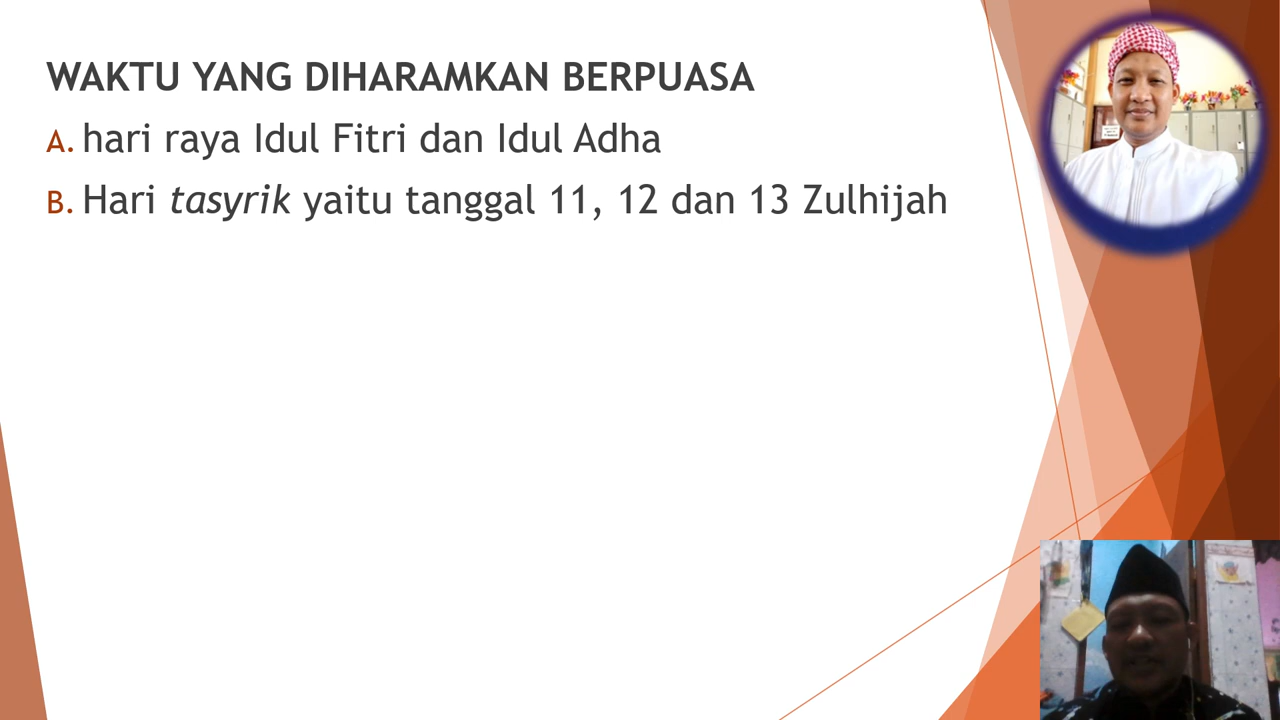 WAKTU YANG DIHARAMKAN BERPUASA
A. hari raya Idul Fitri dan Idul Adha
B. Hari tasyrik yaitu tanggal 11, 12 dan 13 Zulhijah